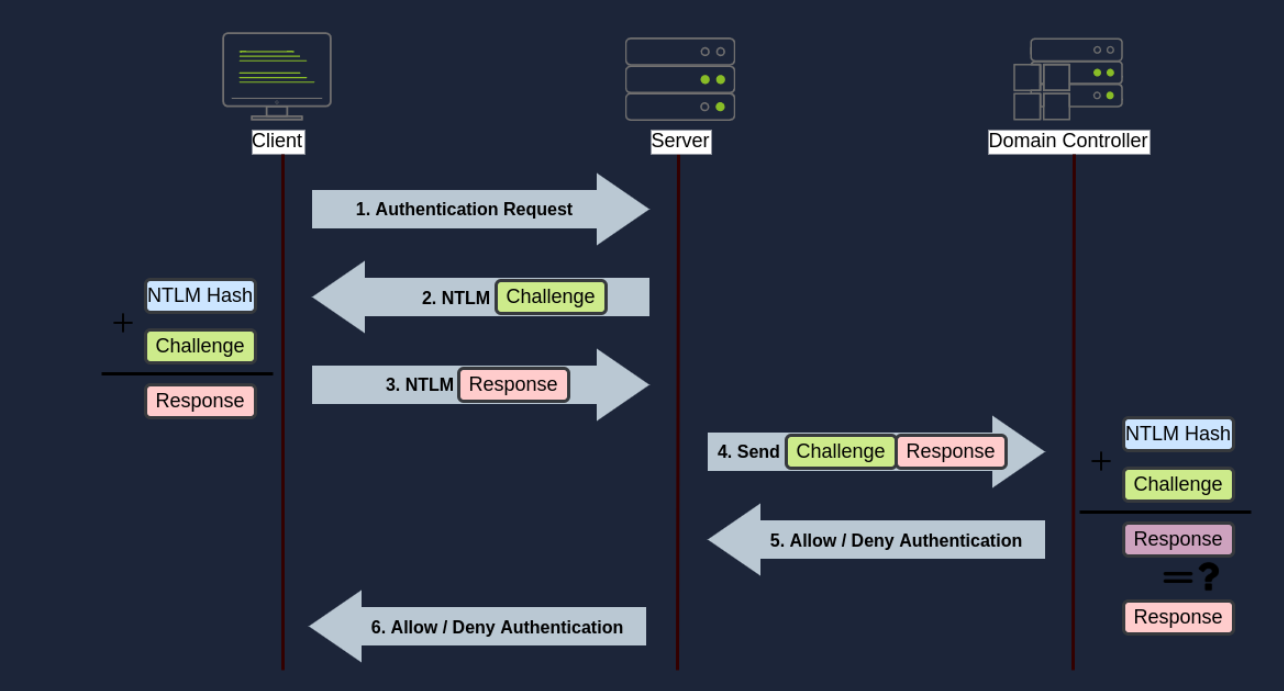 Client
Server
Domain Controller
1. Authentication Request
2. NTLM Challenge
NTLM Hash
+
Challenge
Response
3. NTLM Response
4. Send Challenge Response
NTLM Hash
+
Challenge
Response
= ?
Response
5. Allow / Deny Authentication
6. Allow / Deny Authentication